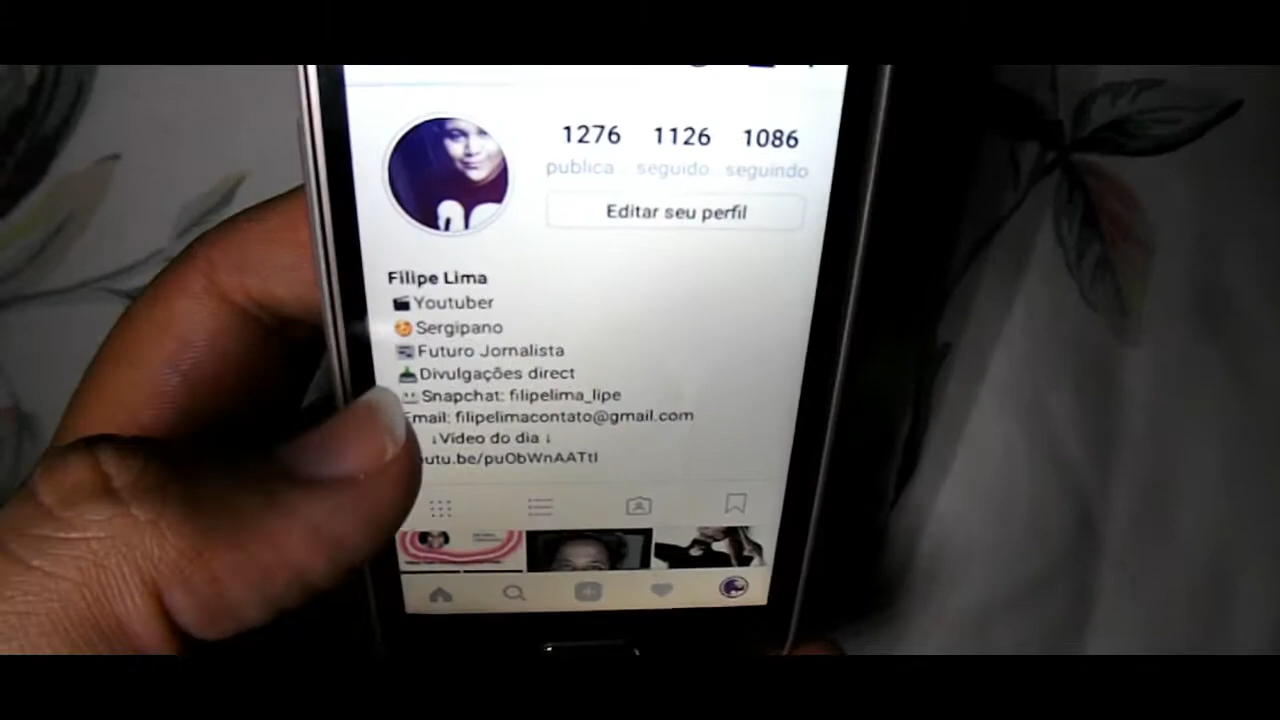 1276 1126 1086
publica seguido seguindo
Editar seu perfil
Filipe Lima
🎬Youtuber
🍪Sergipano
📰Futuro Jornalista
📥Divulgações direct
Snapchat: filipelima_lipe
Email: filipelimacontato@gmail.com
↓Vídeo do dia ↓